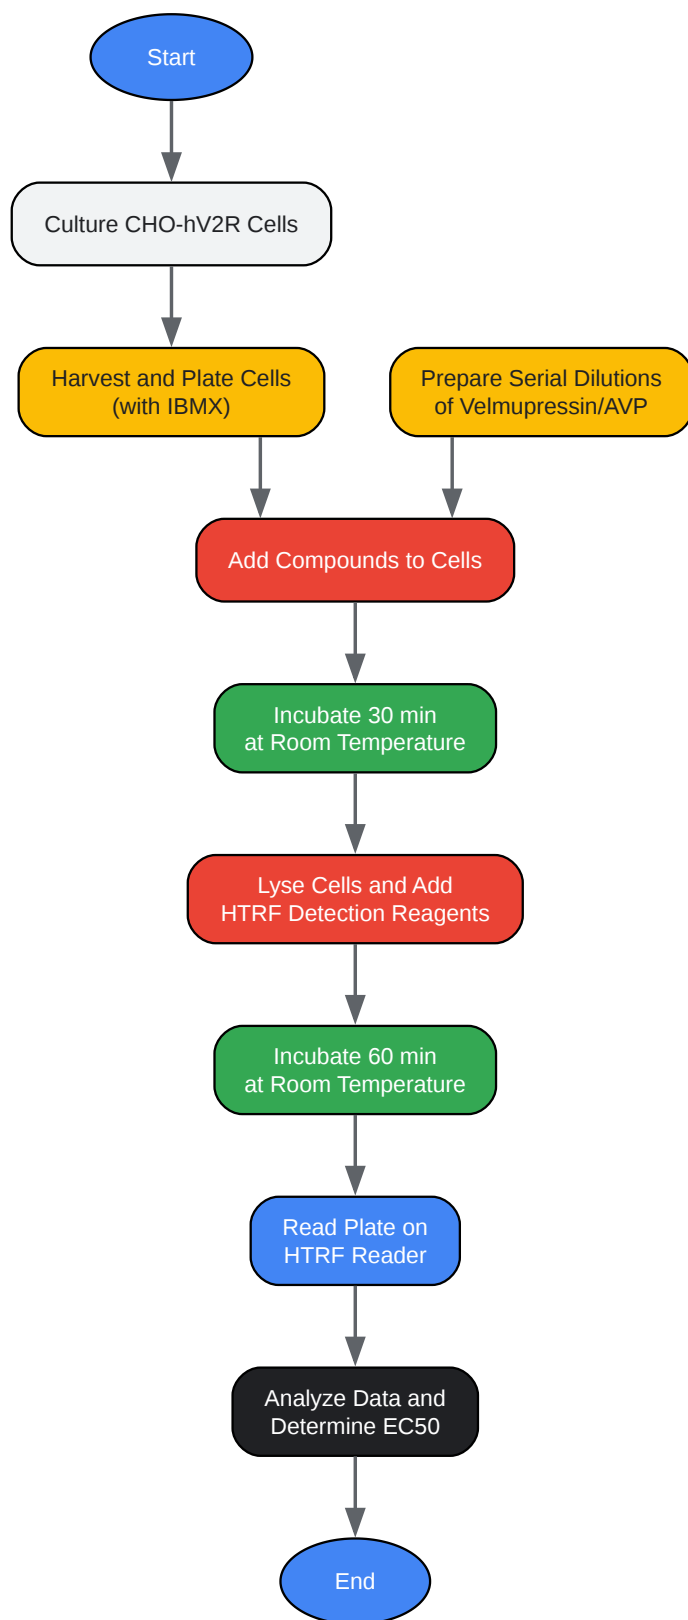 Start
Culture CHO-hV2R Cells
Harvest and Plate Cells
(with IBMX)
Prepare Serial Dilutions
of Velmupressin/AVP
Add Compounds to Cells
Incubate 30 min
at Room Temperature
Lyse Cells and Add
HTRF Detection Reagents
Incubate 60 min
at Room Temperature
Read Plate on
HTRF Reader
Analyze Data and
Determine EC50
End